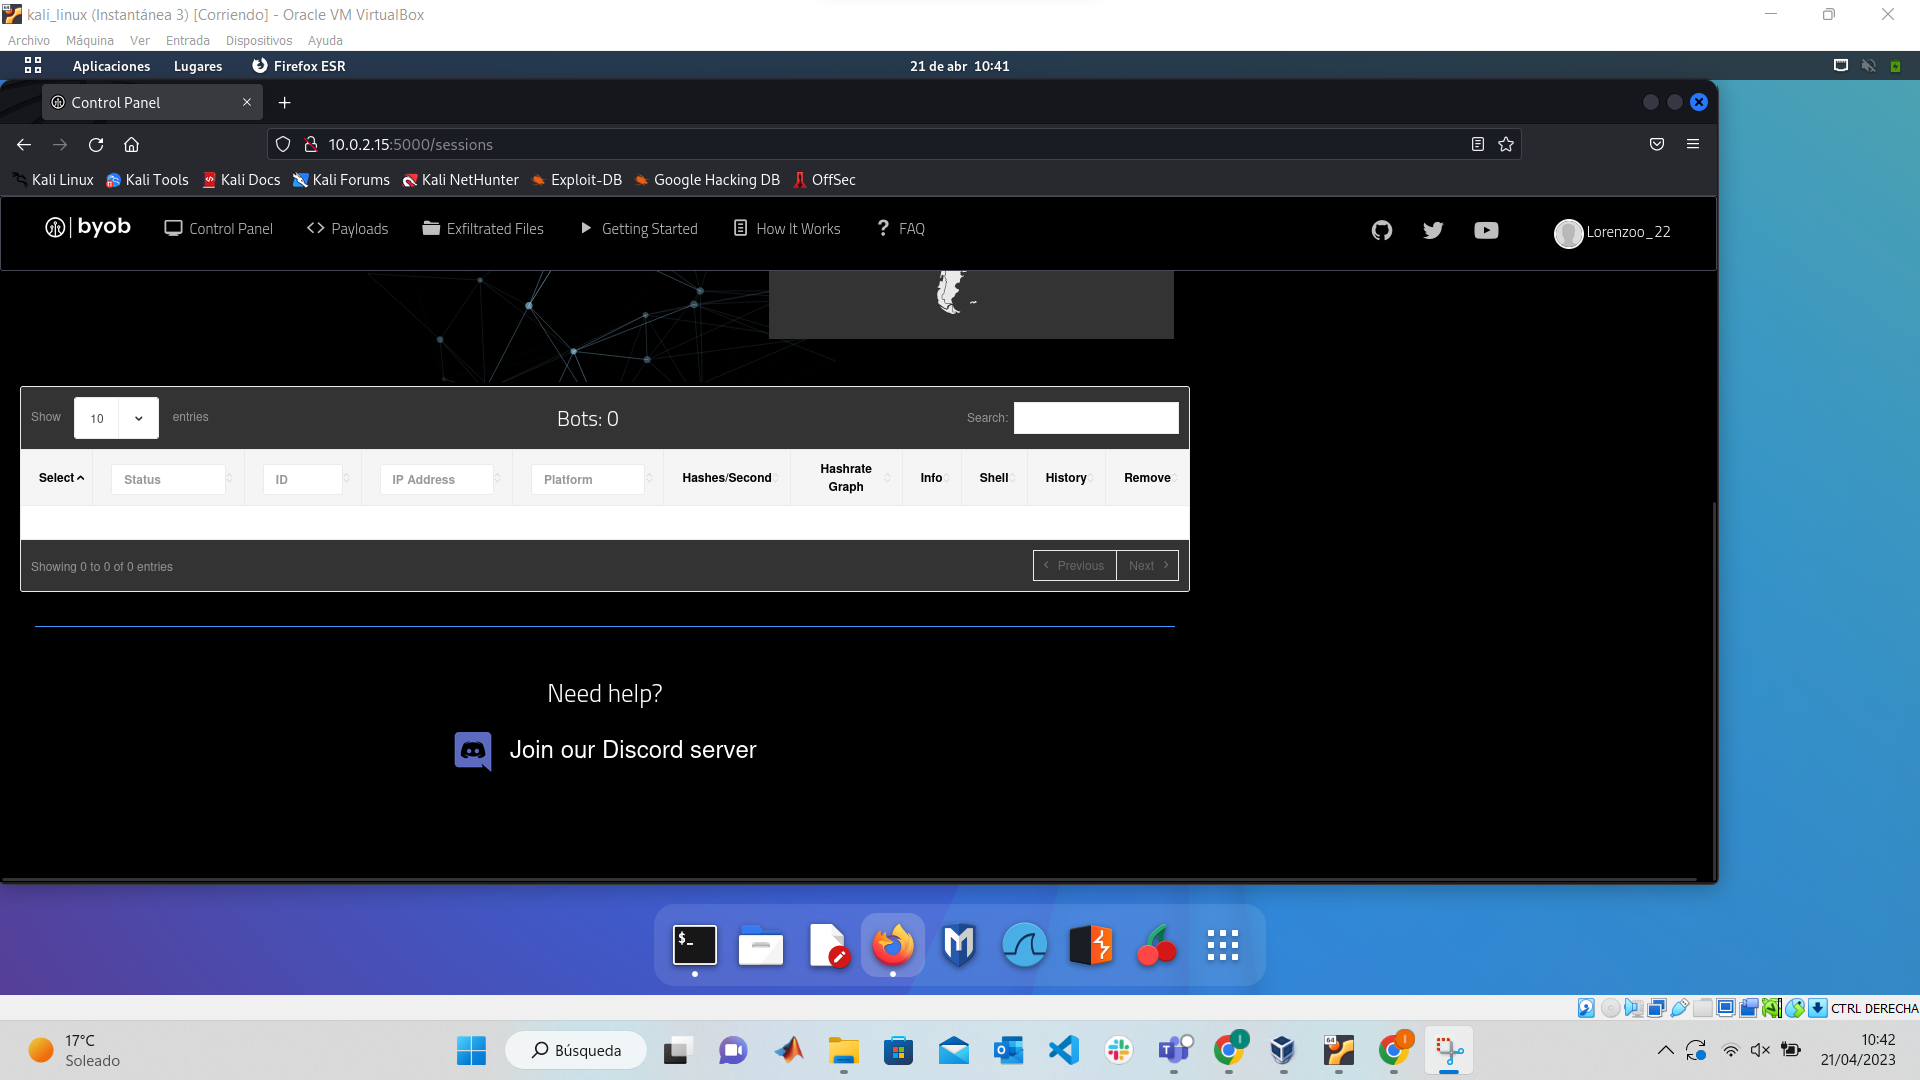 kali_linux (Instantánea 3) [Corriendo] - Oracle VM VirtualBox
Archivo Máquina Ver Entrada Dispositivos Ayuda
Aplicaciones Lugares Firefox ESR 21 de abr 10:41
Control Panel
10.0.2.15:5000/sessions
Kali Linux Kali Tools Kali Docs Kali Forums Kali NetHunter Exploit-DB Google Hacking DB OffSec
byob Control Panel Payloads Exfiltrated Files Getting Started How It Works FAQ Lorenzoo_22
Show 10 entries Bots: 0 Search:
Select Status ID IP Address Platform Hashes/Second Hashrate Graph Info Shell History Remove
Showing 0 to 0 of 0 entries Previous Next
Need help?
Join our Discord server
CTRL DERECHA
17°C
Soleado
Búsqueda
10:42
21/04/2023